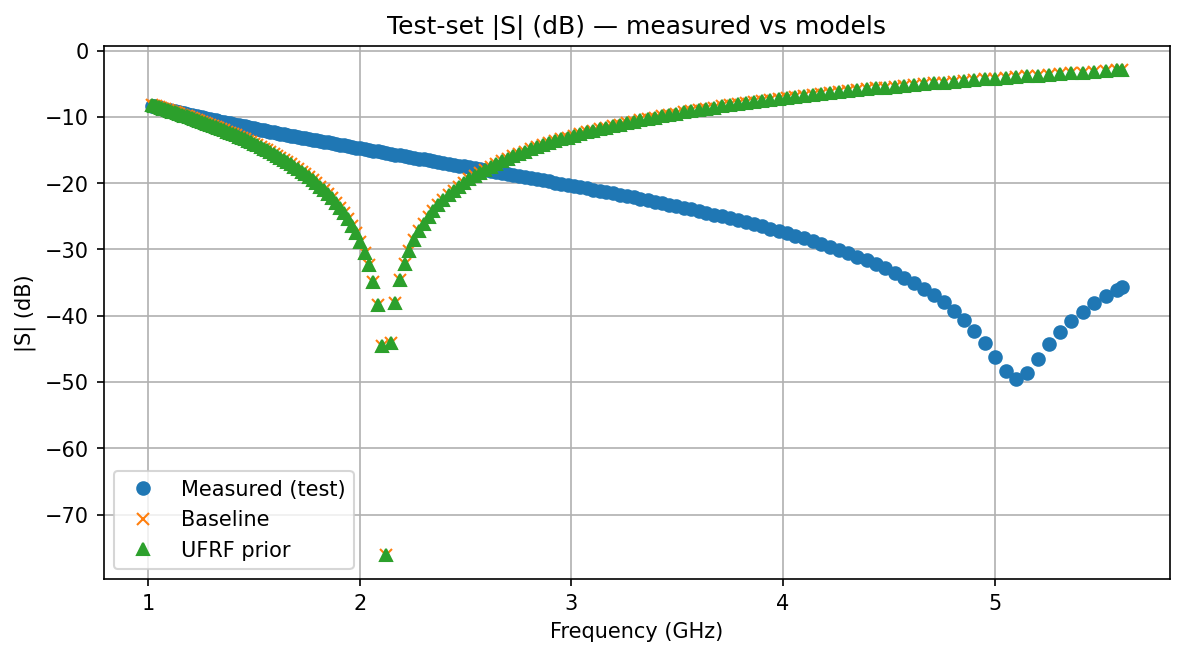 Test-set |S| (dB) — measured vs models
|S| (dB)
0
−10
−20
−30
−40
−50
−60
−70
Measured (test)
Baseline
UFRF prior
1
2
3
4
5
Frequency (GHz)